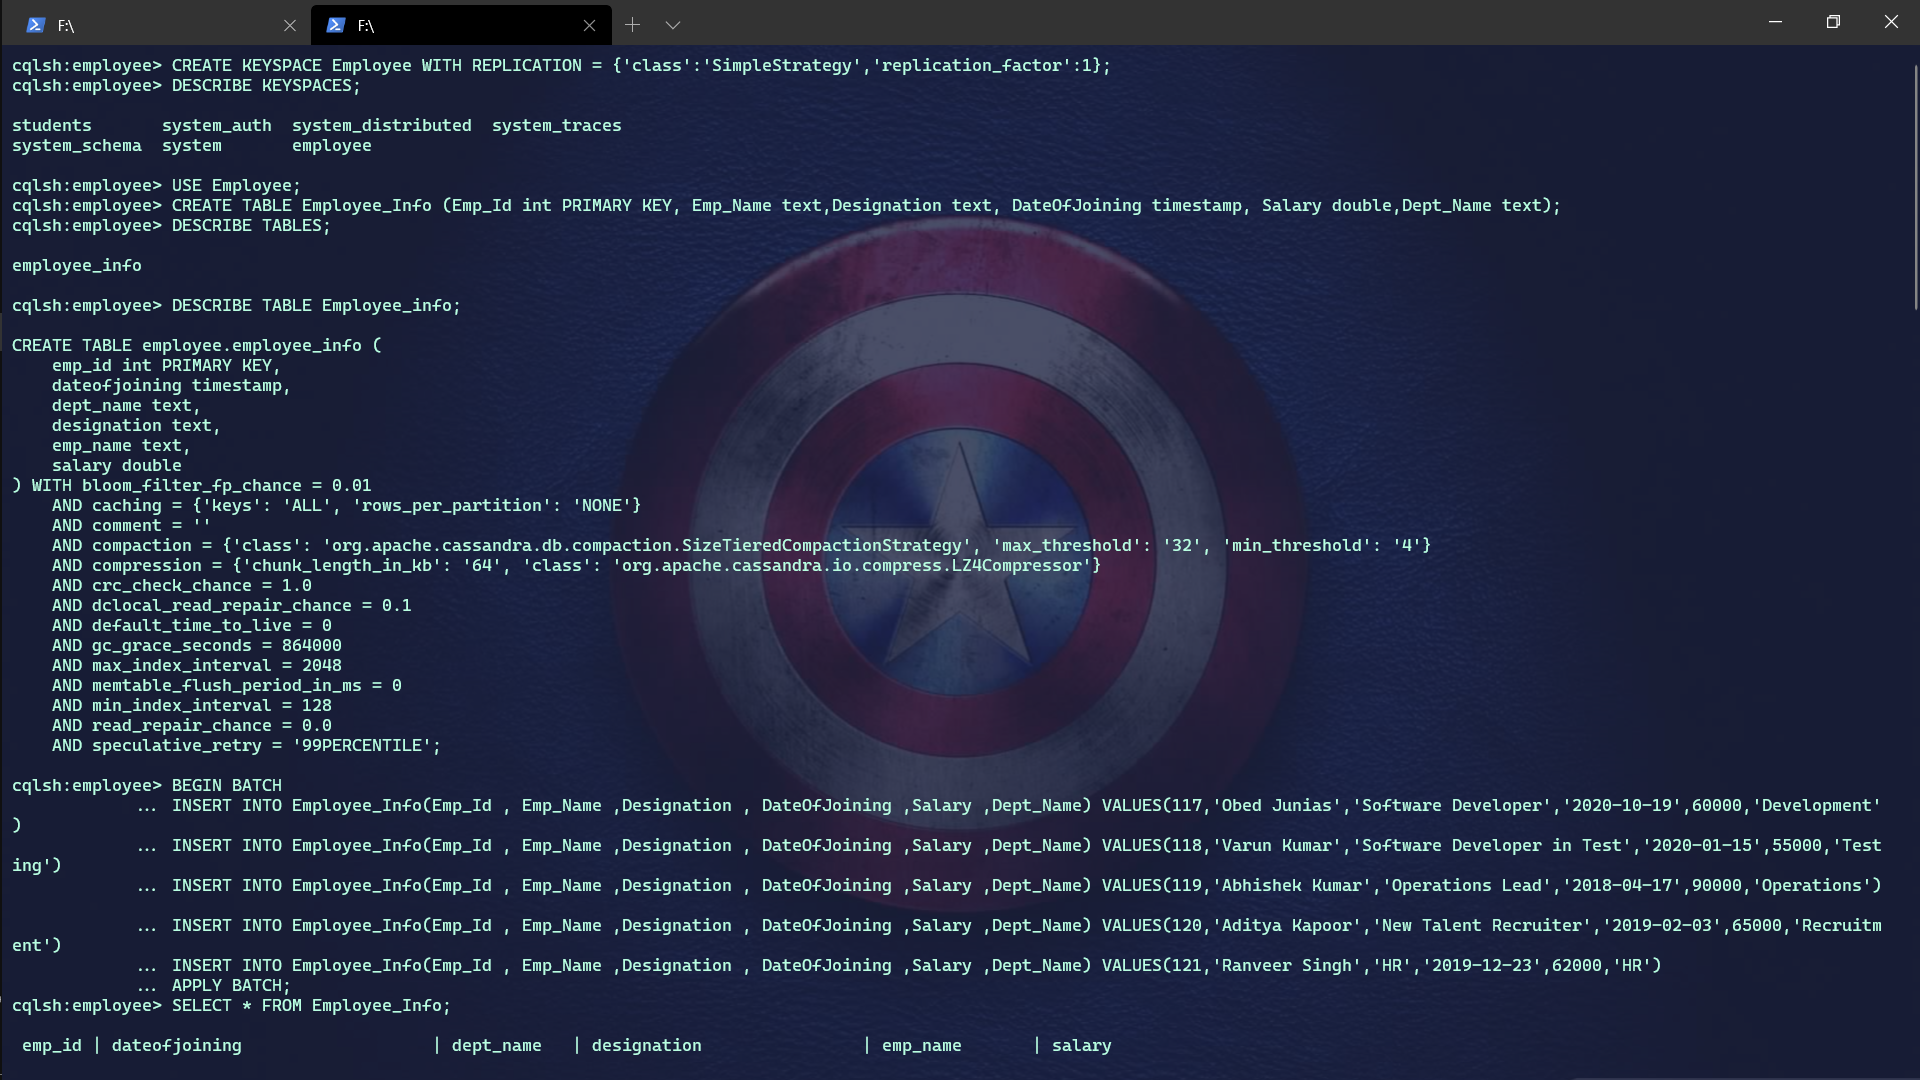 F:\ F:\
cqlsh:employee> CREATE KEYSPACE Employee WITH REPLICATION = {'class':'SimpleStrategy','replication_factor':1};
cqlsh:employee> DESCRIBE KEYSPACES;
students system_auth system_distributed system_traces
system_schema system employee
cqlsh:employee> USE Employee;
cqlsh:employee> CREATE TABLE Employee_Info (Emp_Id int PRIMARY KEY, Emp_Name text,Designation text, DateOfJoining timestamp, Salary double,Dept_Name text);
cqlsh:employee> DESCRIBE TABLES;
employee_info
cqlsh:employee> DESCRIBE TABLE Employee_info;
CREATE TABLE employee.employee_info (
    emp_id int PRIMARY KEY,
    dateofjoining timestamp,
    dept_name text,
    designation text,
    emp_name text,
    salary double
) WITH bloom_filter_fp_chance = 0.01
    AND caching = {'keys': 'ALL', 'rows_per_partition': 'NONE'}
    AND comment = ''
    AND compaction = {'class': 'org.apache.cassandra.db.compaction.SizeTieredCompactionStrategy', 'max_threshold': '32', 'min_threshold': '4'}
    AND compression = {'chunk_length_in_kb': '64', 'class': 'org.apache.cassandra.io.compress.LZ4Compressor'}
    AND crc_check_chance = 1.0
    AND dclocal_read_repair_chance = 0.1
    AND default_time_to_live = 0
    AND gc_grace_seconds = 864000
    AND max_index_interval = 2048
    AND memtable_flush_period_in_ms = 0
    AND min_index_interval = 128
    AND read_repair_chance = 0.0
    AND speculative_retry = '99PERCENTILE';
cqlsh:employee> BEGIN BATCH
... INSERT INTO Employee_Info(Emp_Id , Emp_Name ,Designation , DateOfJoining ,Salary ,Dept_Name) VALUES(117,'Obed Junias','Software Developer','2020-10-19',60000,'Development'
)
... INSERT INTO Employee_Info(Emp_Id , Emp_Name ,Designation , DateOfJoining ,Salary ,Dept_Name) VALUES(118,'Varun Kumar','Software Developer in Test','2020-01-15',55000,'Test
ing')
... INSERT INTO Employee_Info(Emp_Id , Emp_Name ,Designation , DateOfJoining ,Salary ,Dept_Name) VALUES(119,'Abhishek Kumar','Operations Lead','2018-04-17',90000,'Operations')
... INSERT INTO Employee_Info(Emp_Id , Emp_Name ,Designation , DateOfJoining ,Salary ,Dept_Name) VALUES(120,'Aditya Kapoor','New Talent Recruiter','2019-02-03',65000,'Recruitm
ent')
... INSERT INTO Employee_Info(Emp_Id , Emp_Name ,Designation , DateOfJoining ,Salary ,Dept_Name) VALUES(121,'Ranveer Singh','HR','2019-12-23',62000,'HR')
... APPLY BATCH;
cqlsh:employee> SELECT * FROM Employee_Info;
emp_id | dateofjoining | dept_name | designation | emp_name | salary